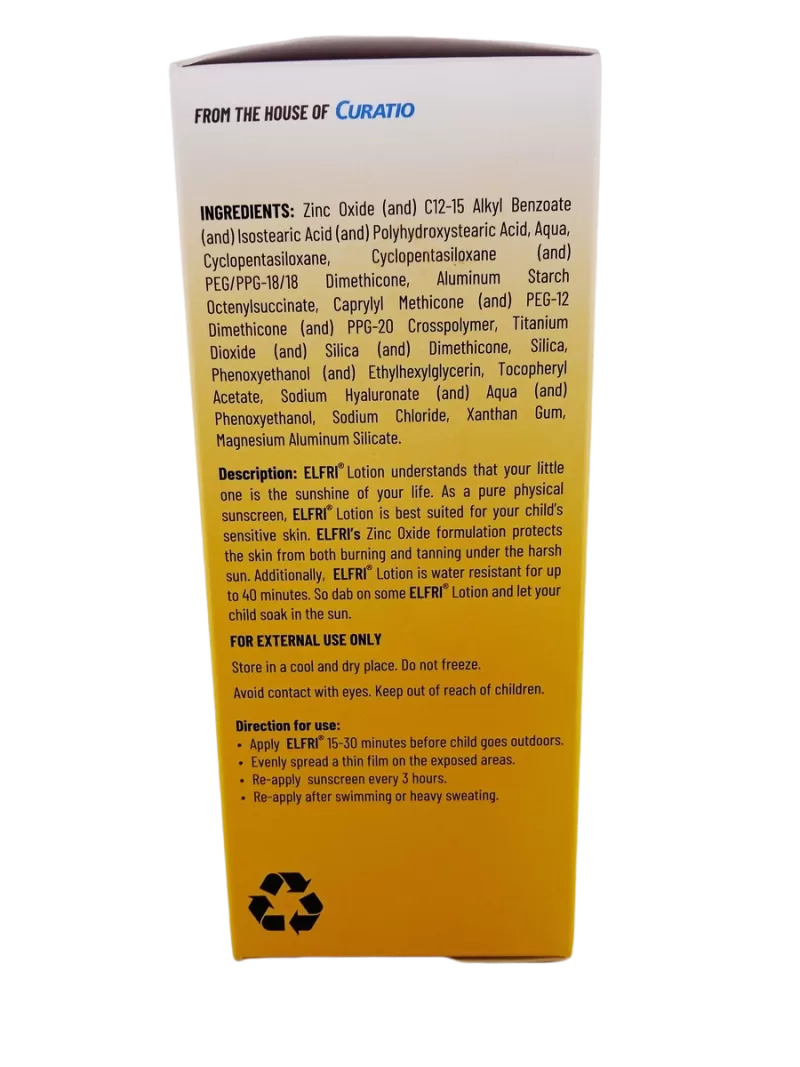 FROM THE HOUSE OF CURATIO
INGREDIENTS: Zinc Oxide (and) C12-15 Alkyl Benzoate
(and) Isostearic Acid (and) Polyhydroxystearic Acid, Aqua,
Cyclopentasiloxane, Cyclopentasiloxane (and)
PEG/PPG-18/18 Dimethicone, Aluminum Starch
Octenylsuccinate, Caprylyl Methicone (and) PEG-12
Dimethicone (and) PPG-20 Crosspolymer, Titanium
Dioxide (and) Silica (and) Dimethicone, Silica,
Phenoxyethanol (and) Ethylhexylglycerin, Tocopheryl
Acetate, Sodium Hyaluronate (and) Aqua (and)
Phenoxyethanol, Sodium Chloride, Xanthan Gum,
Magnesium Aluminum Silicate.
Description: ELFRI® Lotion understands that your little
one is the sunshine of your life. As a pure physical
sunscreen, ELFRI® Lotion is best suited for your child's
sensitive skin. ELFRI's Zinc Oxide formulation protects
the skin from both burning and tanning under the harsh
sun. Additionally, ELFRI® Lotion is water resistant for up
to 40 minutes. So dab on some ELFRI® Lotion and let your
child soak in the sun.
FOR EXTERNAL USE ONLY
Store in a cool and dry place. Do not freeze.
Avoid contact with eyes. Keep out of reach of children.
Direction for use:
• Apply ELFRI® 15-30 minutes before child goes outdoors.
• Evenly spread a thin film on the exposed areas.
• Re-apply sunscreen every 3 hours.
• Re-apply after swimming or heavy sweating.